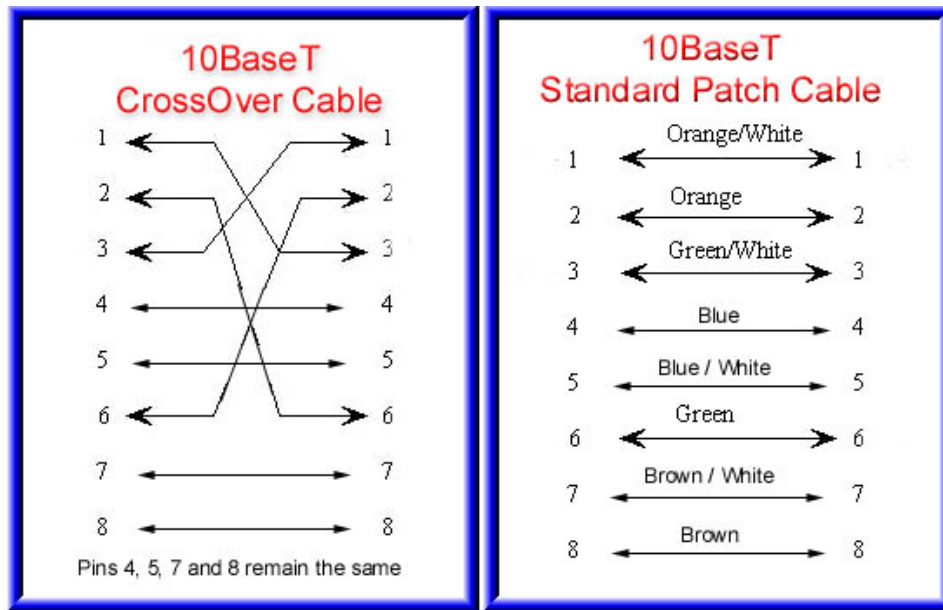 10BaseT
CrossOver Cable
1 1
2 2
3 3
4 4
5 5
6 6
7 7
8 8
Pins 4, 5, 7 and 8 remain the same
10BaseT
Standard Patch Cable
1 Orange/White 1
2 Orange 2
3 Green/White 3
4 Blue 4
5 Blue / White 5
6 Green 6
7 Brown / White 7
8 Brown 8